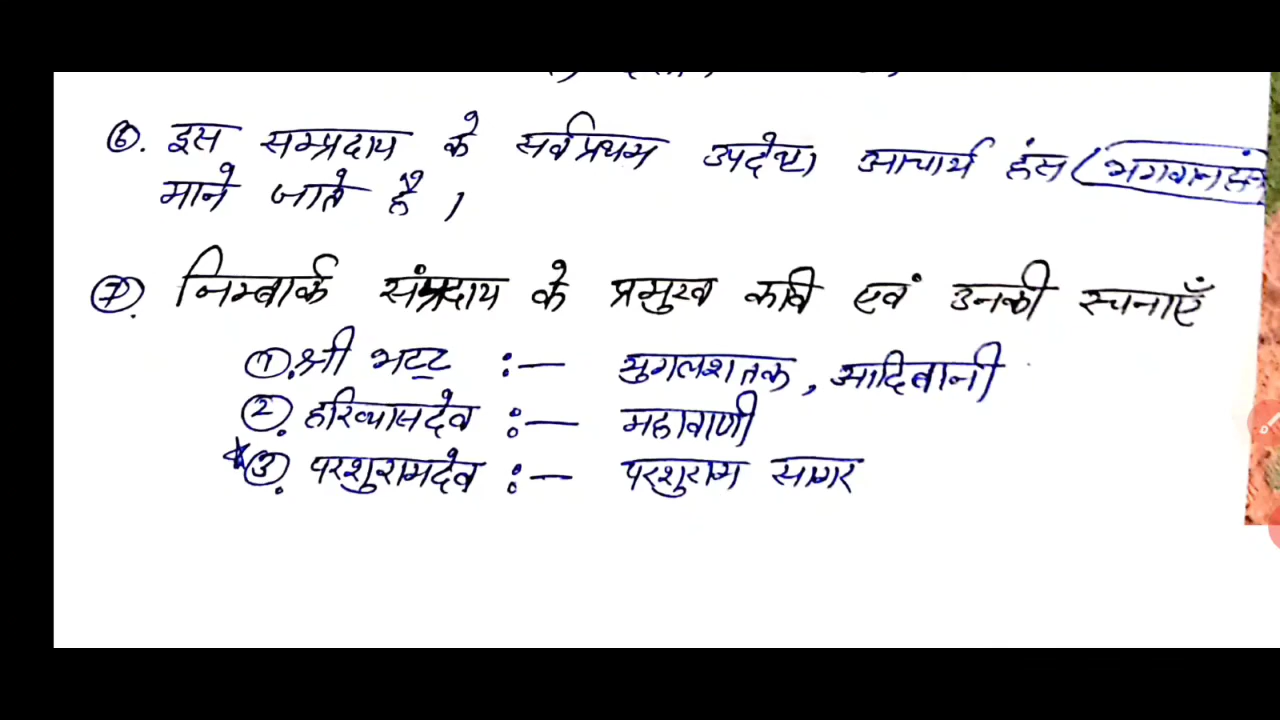 6. इस सम्प्रदाय के सर्वप्रथम उपदेष्टा आचार्य हंस (भगवान हंस
माने जाते है ।
7. निम्बार्क संप्रदाय के प्रमुख कवि एवं उनकी रचनाएँ
1. श्री भट्ट :— युगलशतक, आदिबानी
2. हरिव्यासदेव :— महावाणी
3. परशुरामदेव :— परशुराम सागर